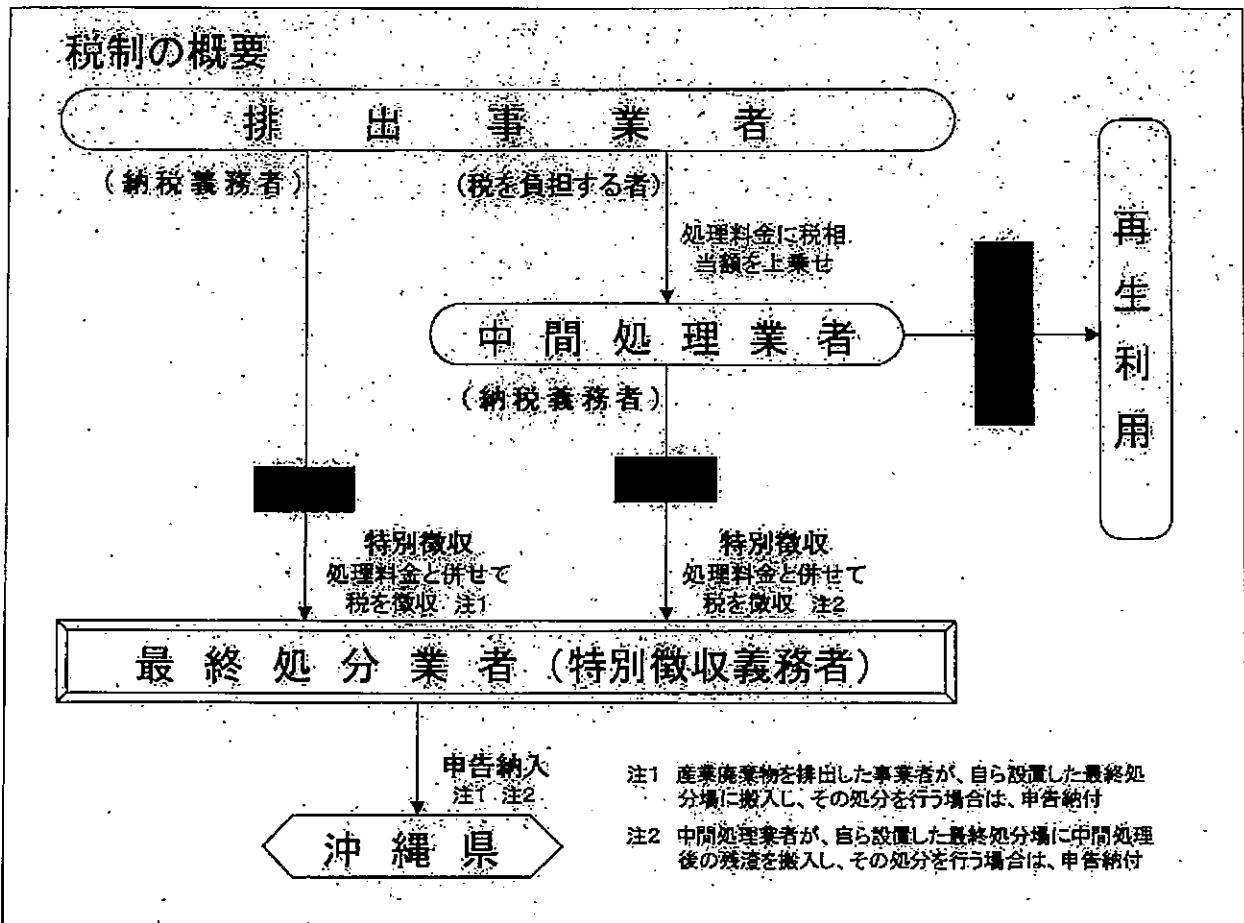 税制の概要
排出事業者
(納税義務者)
(税を負担する者)
処理料金に税相
当額を上乗せ
中間処理業者
(納税義務者)
再生利用
特別徴収
処理料金と併せて
税を徴収 注1
特別徴収
処理料金と併せて
税を徴収 注2
最終処分業者(特別徴収義務者)
申告納入
注1 注2
沖縄県
注1 産業廃棄物を排出した事業者が、自ら設置した最終処
分場に搬入し、その処分を行う場合は、申告納付
注2 中間処理業者が、自ら設置した最終処分場に中間処理
後の残渣を搬入し、その処分を行う場合は、申告納付